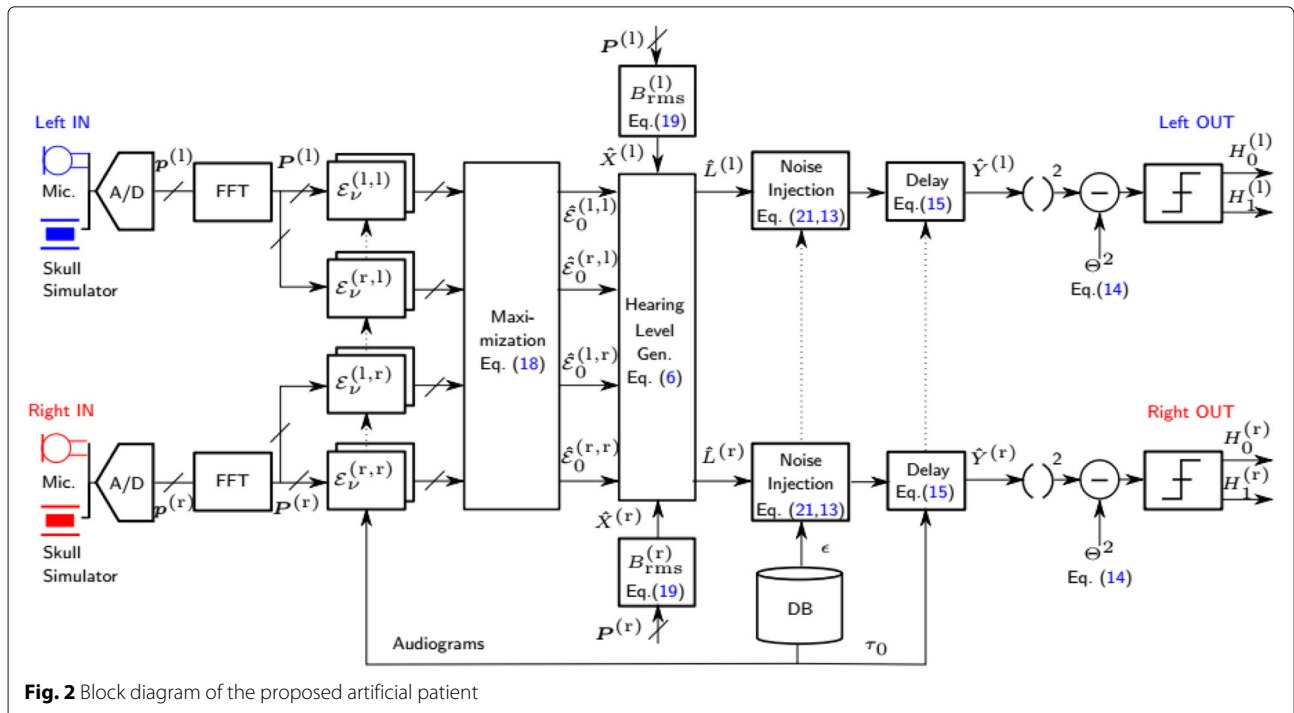 Left IN
Mic.
Skull
Simulator
A/D
p^(l)
FFT
P^(l)
ℰ_ν^(l,l)
ℰ_ν^(r,l)
Right IN
Mic.
Skull
Simulator
A/D
p^(r)
FFT
P^(r)
ℰ_ν^(l,r)
ℰ_ν^(r,r)
Maxi-
mization
Eq. (18)
ℰ̂_0^(l,l)
ℰ̂_0^(r,l)
ℰ̂_0^(l,r)
ℰ̂_0^(r,r)
P^(l)
B_rms^(l)
Eq.(19)
X̂^(l)
Hearing
Level
Gen.
Eq. (6)
X̂^(r)
B_rms^(r)
Eq.(19)
P^(r)
L̂^(l)
Noise
Injection
Eq. (21,13)
Delay
Eq.(15)
Ŷ^(l)
( )^2
−
Θ^2
Eq.(14)
Left OUT
H_0^(l)
H_1^(l)
L̂^(r)
Noise
Injection
Eq. (21,13)
Delay
Eq.(15)
Ŷ^(r)
( )^2
−
Θ^2
Eq. (14)
Right OUT
H_0^(r)
H_1^(r)
ϵ
DB
Audiograms
τ_0
Fig. 2 Block diagram of the proposed artificial patient